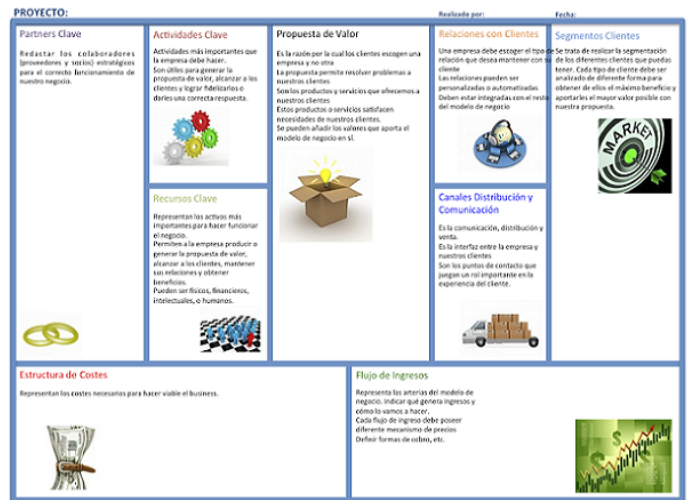 PROYECTO:
Realizado por:
Fecha:
Partners Clave
Redactar los colaboradores
(proveedores y socios) estratégicos
para el correcto funcionamiento de
nuestro negocio.
Actividades Clave
Actividades más importantes que
la empresa debe hacer.
Son útiles para generar la
propuesta de valor, alcanzar a los
clientes y lograr fidelizarlos o
darles una correcta respuesta.
Recursos Clave
Representan los activos más
importantes para hacer funcionar
el negocio.
Permiten a la empresa producir o
generar la propuesta de valor,
alcanzar a los clientes, mantener
sus relaciones y obtener
beneficios.
Pueden ser físicos, financieros,
intelectuales, o humanos.
Propuesta de Valor
Es la razón por la cual los clientes escogen una
empresa y no otra
La propuesta permite resolver problemas a
nuestros clientes
Son los productos y servicios que ofrecemos a
nuestros clientes
Estos productos o servicios satisfacen
necesidades de nuestros clientes.
Se pueden añadir los valores que aporta el
modelo de negocio en sí.
Relaciones con Clientes
Una empresa debe escoger el tipo de
relación que desea mantener con su
cliente
Las relaciones pueden ser
personalizadas o automatizadas
Deben estar integradas con el resto
del modelo de negocio
Canales Distribución y
Comunicación
Es la comunicación, distribución y
venta.
Es la interfaz entre la empresa y
nuestros clientes
Son los puntos de contacto que
juegan un rol importante en la
experiencia del cliente.
Segmentos Clientes
Se trata de realizar la segmentación
de los diferentes clientes que puedas
tener. Cada tipo de cliente debe ser
analizado de diferente forma para
obtener de ellos el máximo beneficio y
aportarles el mayor valor posible con
nuestra propuesta.
MARKET
Estructura de Costes
Representan los costes necesarios para hacer viable el business.
Flujo de Ingresos
Representa las arterias del modelo de
negocio. Indicar qué genera ingresos y
cómo lo vamos a hacer.
Cada flujo de ingreso debe poseer
diferente mecanismo de precios
Definir formas de cobro, etc.